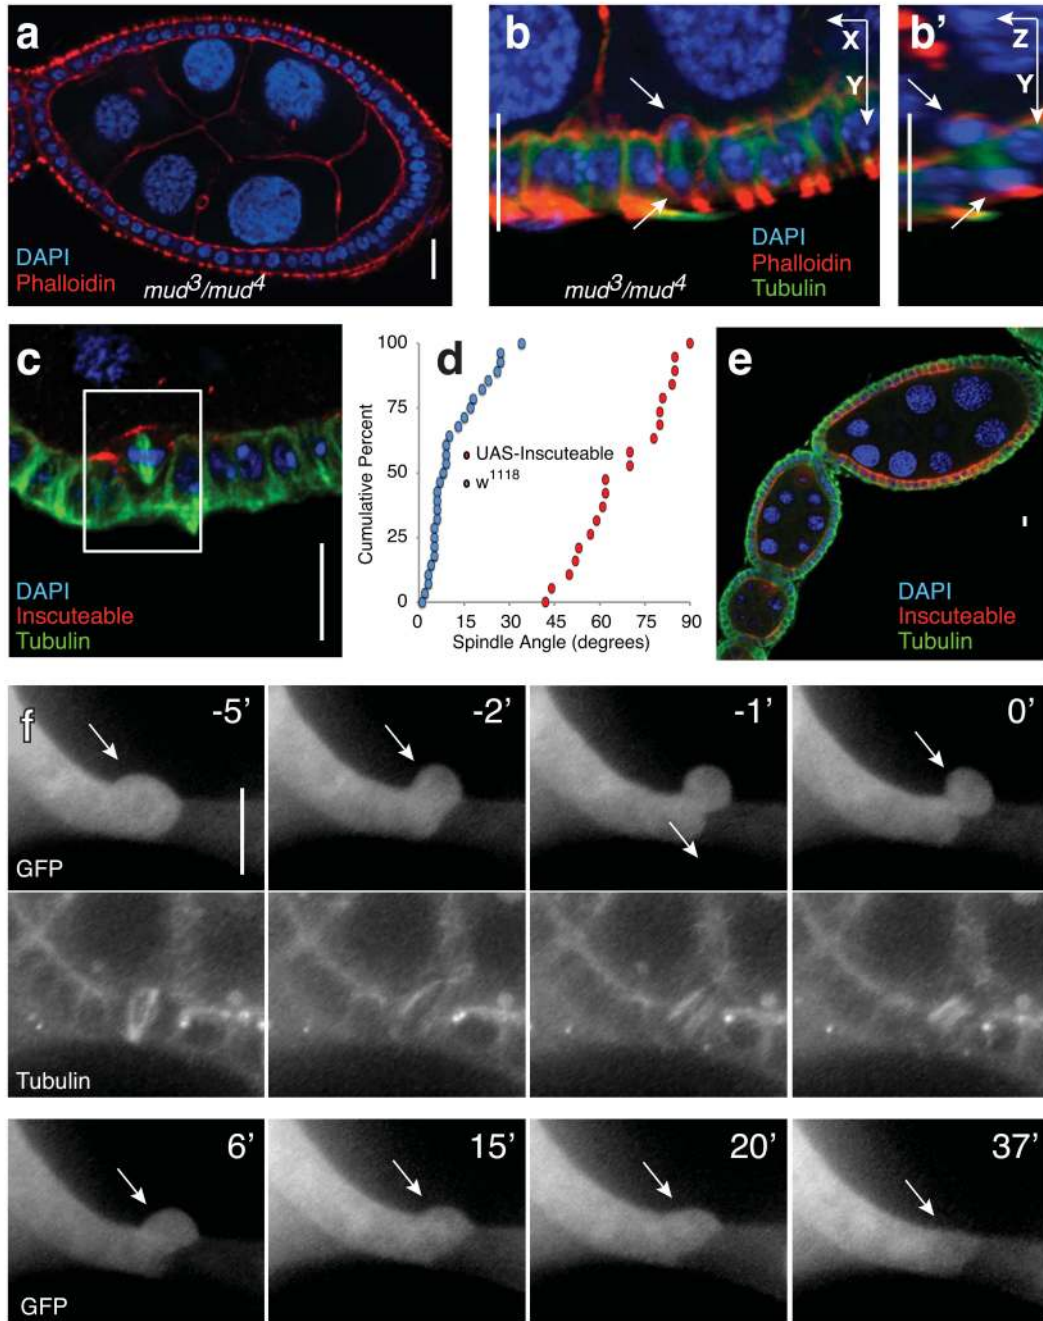 a
DAPI
Phalloidin
mud³/mud⁴
b
X
Y
DAPI
Phalloidin
Tubulin
mud³/mud⁴
b'
Z
Y
c
DAPI
Inscuteable
Tubulin
d
Cumulative Percent
100
75
50
25
0
UAS-Inscuteable
w¹¹¹⁸
0 15 30 45 60 75 90
Spindle Angle (degrees)
e
DAPI
Inscuteable
Tubulin
f
-5'
-2'
-1'
0'
GFP
Tubulin
6'
15'
20'
37'
GFP